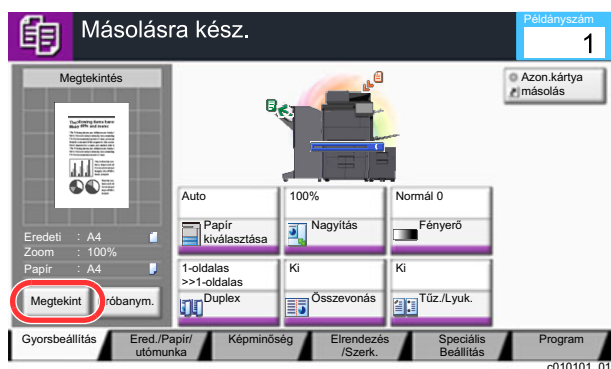 Másolásra kész.
Példányszám
1
Megtekintés
Azon.kártya
másolás
Eredeti : A4
Zoom : 100%
Papír : A4
Megtekint
róbanym.
Auto
Papír
kiválasztása
100%
Nagyítás
Normál 0
Fényerő
1-oldalas
>>1-oldalas
Duplex
Ki
Összevonás
Ki
Tűz./Lyuk.
Gyorsbeállítás
Ered./Papír/
utómunka
Képminőség
Elrendezés
/Szerk.
Speciális
Beállítás
Program
c010101_01